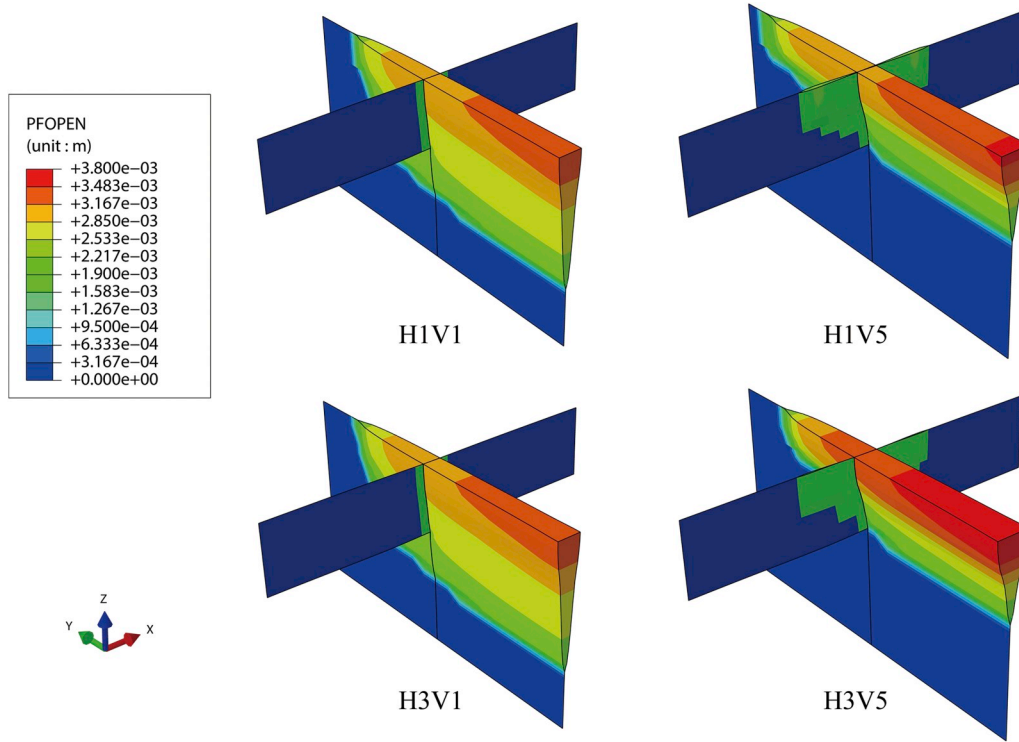 PFOPEN
(unit : m)
+3.800e−03
+3.483e−03
+3.167e−03
+2.850e−03
+2.533e−03
+2.217e−03
+1.900e−03
+1.583e−03
+1.267e−03
+9.500e−04
+6.333e−04
+3.167e−04
+0.000e+00
H1V1
H1V5
Z
Y
X
H3V1
H3V5